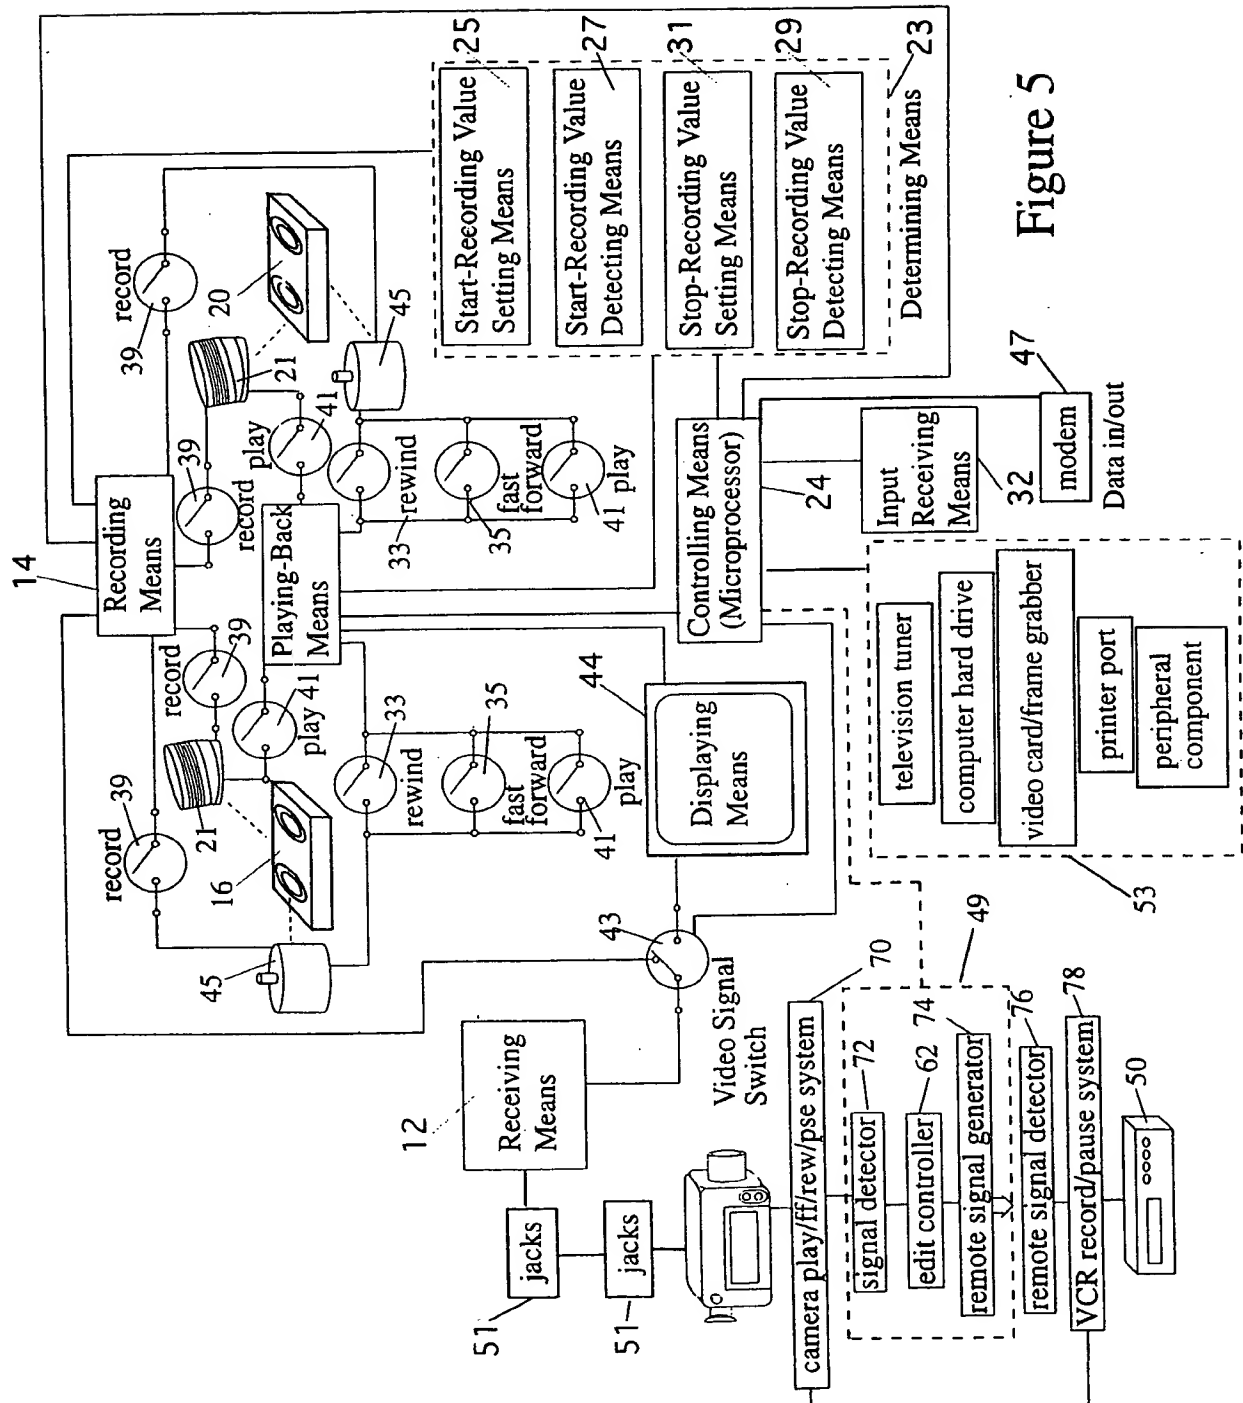 14
Recording
Means
record
39
record
39
record
39
record
39
20
21
21
16
45
45
play
41
play 41
Playing-Back
Means
33
rewind
35
fast
forward
41
play
33
rewind
35
fast
forward
41
play
25
Start-Recording Value
Setting Means
27
Start-Recording Value
Detecting Means
31
Stop-Recording Value
Setting Means
29
Stop-Recording Value
Detecting Means
23
Determining Means
12
Receiving
Means
51
jacks
51
jacks
43
Video Signal
Switch
44
Displaying
Means
Controlling Means
(Microprocessor)
24
Input
Receiving
Means
32
47
modem
Data in/out
television tuner
computer hard drive
video card/frame grabber
printer port
peripheral
component
53
70
camera play/ff/rew/pse system
49
72
signal detector
62
edit controller
74
remote signal generator
76
remote signal detector
78
VCR record/pause system
50
Figure 5